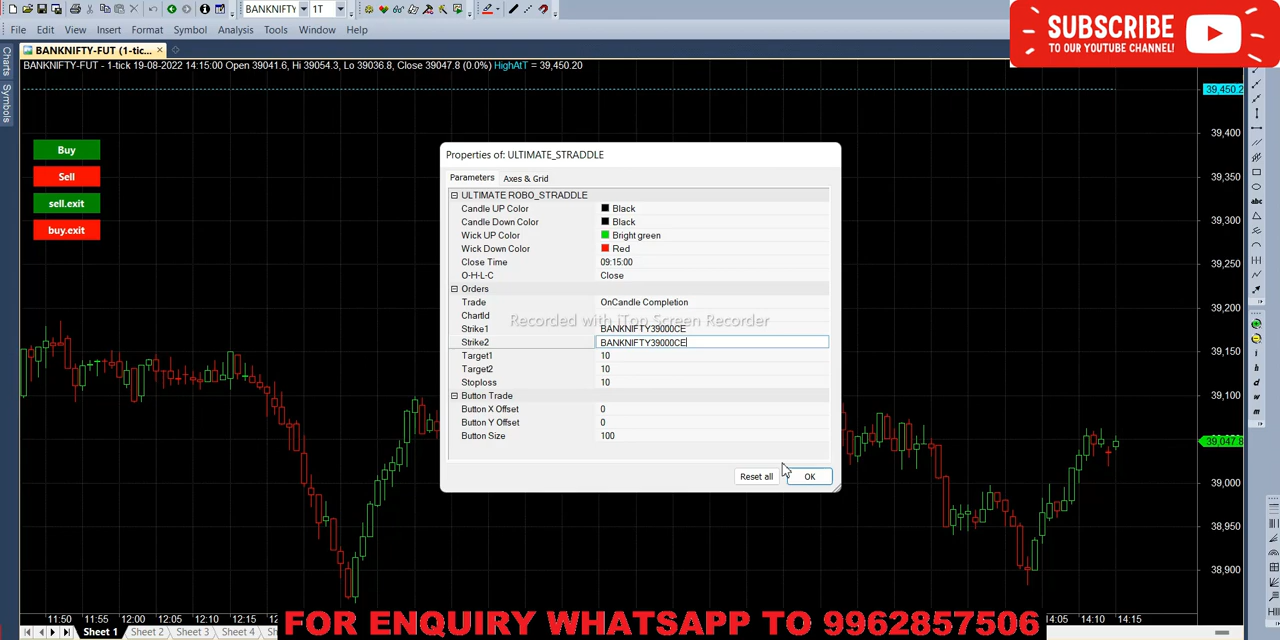 BANKNIFTY
1T
SUBSCRIBE
TO OUR YOUTUBE CHANNEL!
File Edit View Insert Format Symbol Analysis Tools Window Help
BANKNIFTY-FUT (1-tic...
Charts
Symbols
BANKNIFTY-FUT - 1-tick 19-08-2022 14:15:00 Open 39041.6, Hi 39054.3, Lo 39036.8, Close 39047.8 (0.0%) HighAtT = 39,450.20
39,450.2
39,400
39,350
39,300
39,250
39,200
39,150
39,100
39,047.8
39,000
38,950
38,900
Buy
Sell
sell.exit
buy.exit
Properties of: ULTIMATE_STRADDLE
Parameters Axes & Grid
ULTIMATE ROBO_STRADDLE
Candle UP Color Black
Candle Down Color Black
Wick UP Color Bright green
Wick Down Color Red
Close Time 09:15:00
O-H-L-C Close
Orders
Trade OnCandle Completion
ChartId
Recorded with iTop Screen Recorder
Strike1 BANKNIFTY39000CE
Strike2 BANKNIFTY39000CE
Target1 10
Target2 10
Stoploss 10
Button Trade
Button X Offset 0
Button Y Offset 0
Button Size 100
Reset all OK
abc
11:50 11:55 12:00 12:05 12:10 14:05 14:10 14:15
Sheet 1 Sheet 2 Sheet 3 Sheet 4
FOR ENQUIRY WHATSAPP TO 9962857506